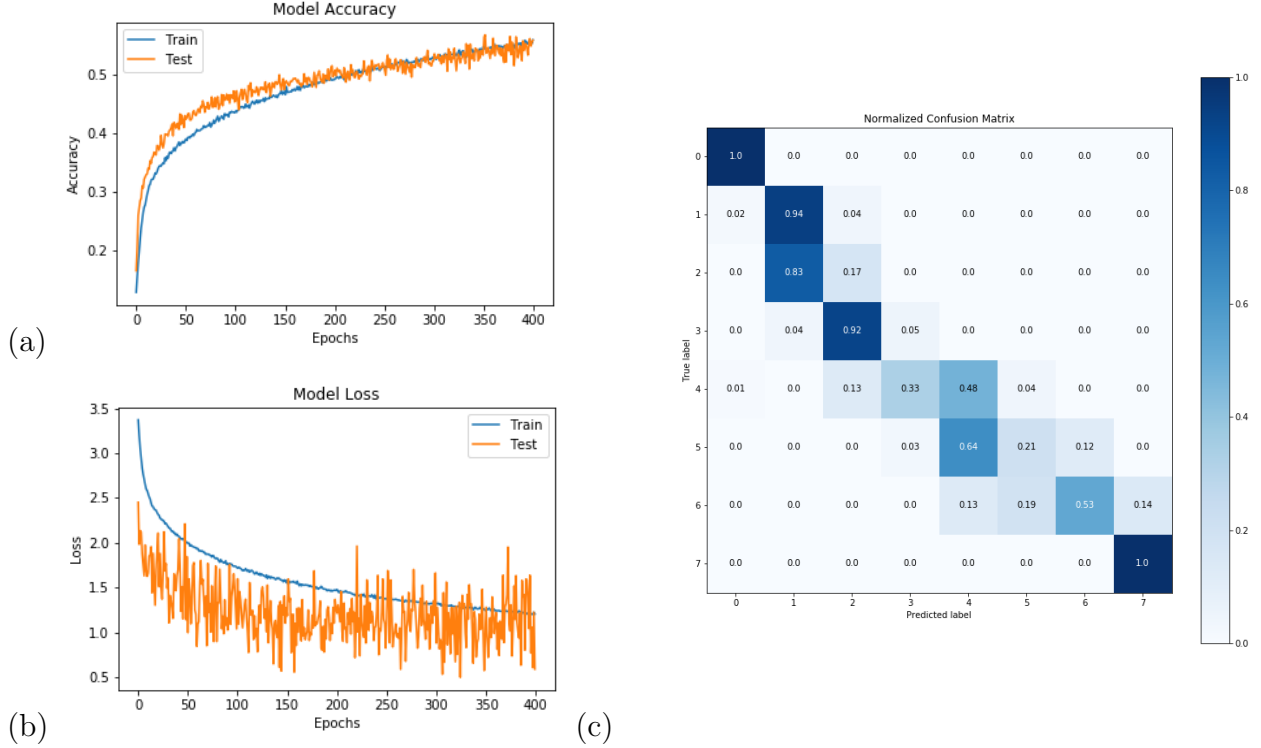 Model Accuracy
Train
Test
0.5
0.4
0.3
0.2
Accuracy
0 50 100 150 200 250 300 350 400
Epochs
(a)
Model Loss
Train
Test
3.5
3.0
2.5
2.0
1.5
1.0
0.5
Loss
0 50 100 150 200 250 300 350 400
Epochs
(b)
(c)
Normalized Confusion Matrix
True label
0 1.0 0.0 0.0 0.0 0.0 0.0 0.0 0.0
1 0.02 0.94 0.04 0.0 0.0 0.0 0.0 0.0
2 0.0 0.83 0.17 0.0 0.0 0.0 0.0 0.0
3 0.0 0.04 0.92 0.05 0.0 0.0 0.0 0.0
4 0.01 0.0 0.13 0.33 0.48 0.04 0.0 0.0
5 0.0 0.0 0.0 0.03 0.64 0.21 0.12 0.0
6 0.0 0.0 0.0 0.0 0.13 0.19 0.53 0.14
7 0.0 0.0 0.0 0.0 0.0 0.0 0.0 1.0
0 1 2 3 4 5 6 7
Predicted label
1.0
0.8
0.6
0.4
0.2
0.0